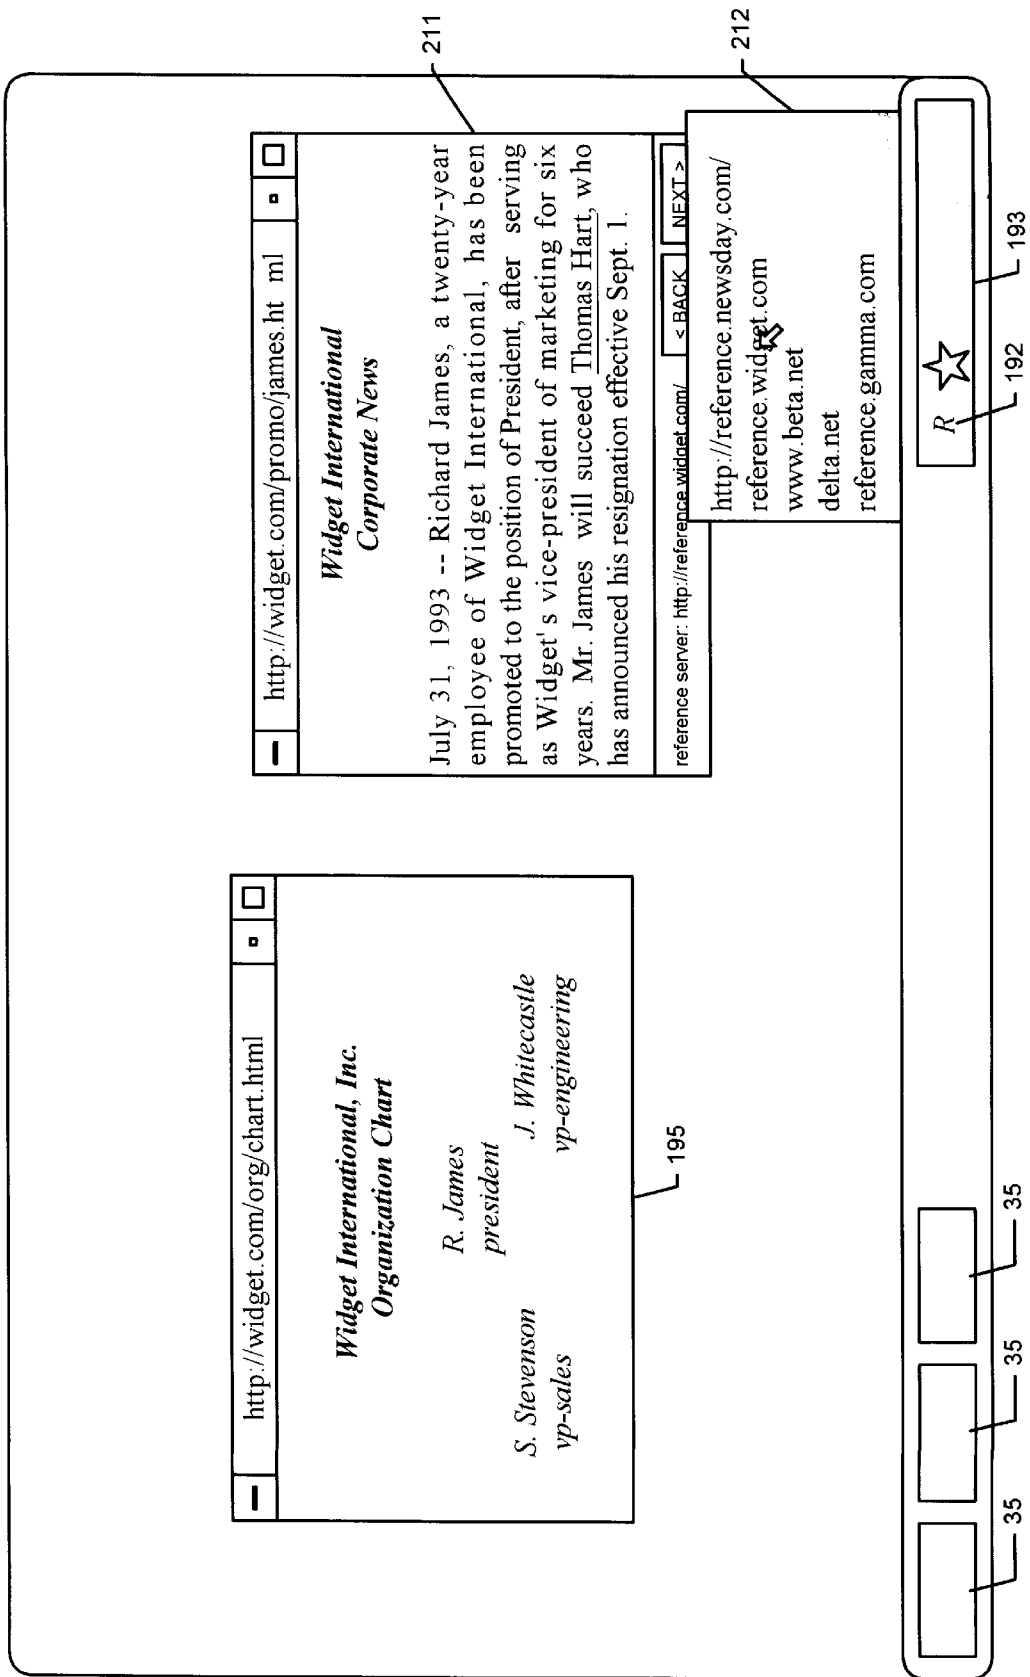 http://widget.com/org/chart.html
Widget International, Inc.
Organization Chart
R. James
president
S. Stevenson
vp-sales
J. Whitecastle
vp-engineering
195
http://widget.com/promo/james.ht ml
Widget International
Corporate News
July 31, 1993 -- Richard James, a twenty-year
employee of Widget International, has been
promoted to the position of President, after serving
as Widget's vice-president of marketing for six
years. Mr. James will succeed Thomas Hart, who
has announced his resignation effective Sept. 1.
reference server: http://reference.widget.com/
< BACK
NEXT >
211
http://reference.newsday.com/
reference.widget.com
www.beta.net
delta.net
reference.gamma.com
212
R
35
35
35
192
193